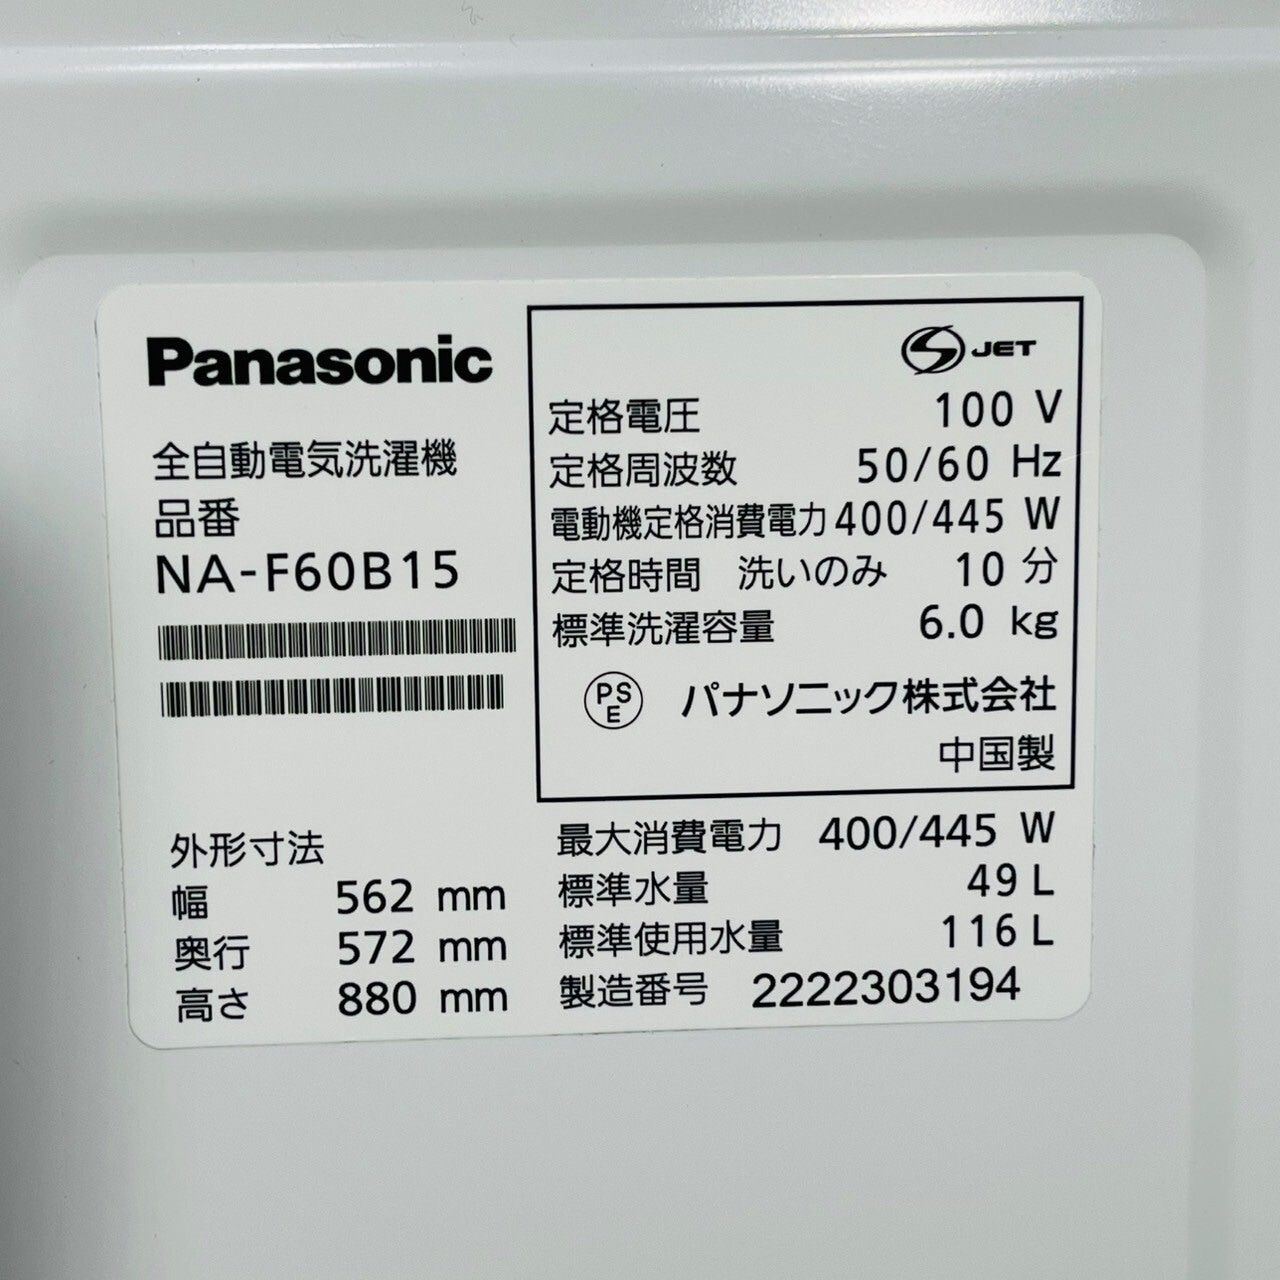 Panasonic
全自動電気洗濯機
品番
NA-F60B15
外形寸法
幅 562 mm
奥行 572 mm
高さ 880 mm
S JET
定格電圧 100 V
定格周波数 50/60 Hz
電動機定格消費電力 400/445 W
定格時間 洗いのみ 10 分
標準洗濯容量 6.0 kg
PS
E
パナソニック株式会社
中国製
最大消費電力 400/445 W
標準水量 49 L
標準使用水量 116 L
製造番号 2222303194